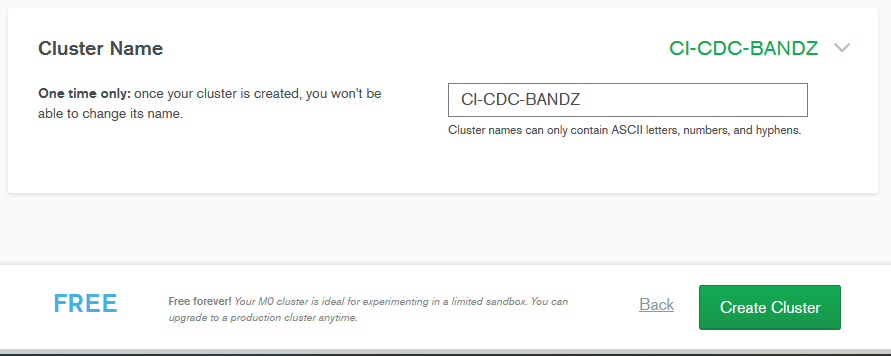 Cluster Name
CI-CDC-BANDZ
One time only: once your cluster is created, you won't be
able to change its name.
CI-CDC-BANDZ
Cluster names can only contain ASCII letters, numbers, and hyphens.
FREE
Free forever! Your M0 cluster is ideal for experimenting in a limited sandbox. You can
upgrade to a production cluster anytime.
Back
Create Cluster